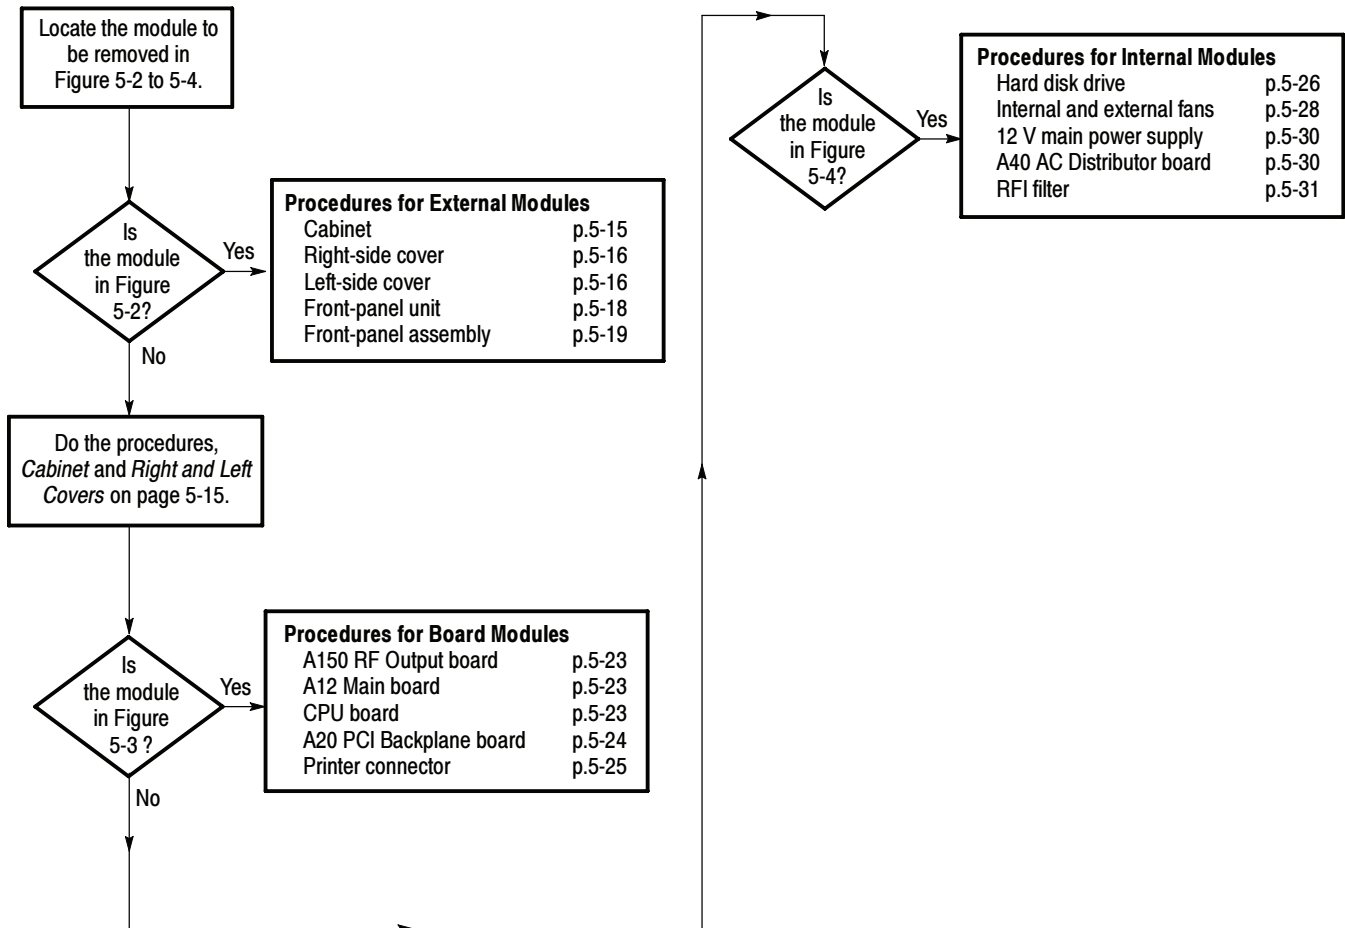 Locate the module to
be removed in
Figure 5-2 to 5-4.
Is
the module
in Figure
5-2?
Yes
No
Procedures for External Modules
Cabinet p.5-15
Right-side cover p.5-16
Left-side cover p.5-16
Front-panel unit p.5-18
Front-panel assembly p.5-19
Do the procedures,
Cabinet and Right and Left
Covers on page 5-15.
Is
the module
in Figure
5-3 ?
Yes
No
Procedures for Board Modules
A150 RF Output board p.5-23
A12 Main board p.5-23
CPU board p.5-23
A20 PCI Backplane board p.5-24
Printer connector p.5-25
Is
the module
in Figure
5-4?
Yes
Procedures for Internal Modules
Hard disk drive p.5-26
Internal and external fans p.5-28
12 V main power supply p.5-30
A40 AC Distributor board p.5-30
RFI filter p.5-31